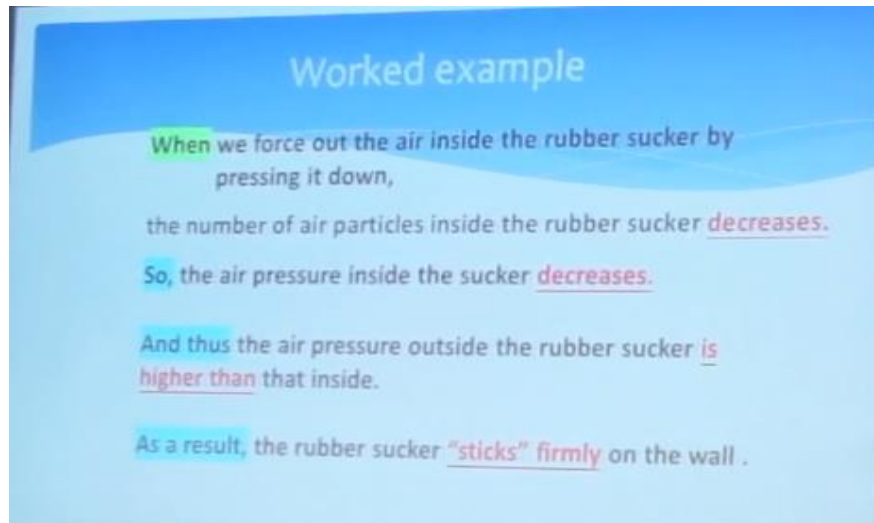 Worked example
When we force out the air inside the rubber sucker by
pressing it down,
the number of air particles inside the rubber sucker decreases.
So, the air pressure inside the sucker decreases.
And thus the air pressure outside the rubber sucker is
higher than that inside.
As a result, the rubber sucker "sticks" firmly on the wall .